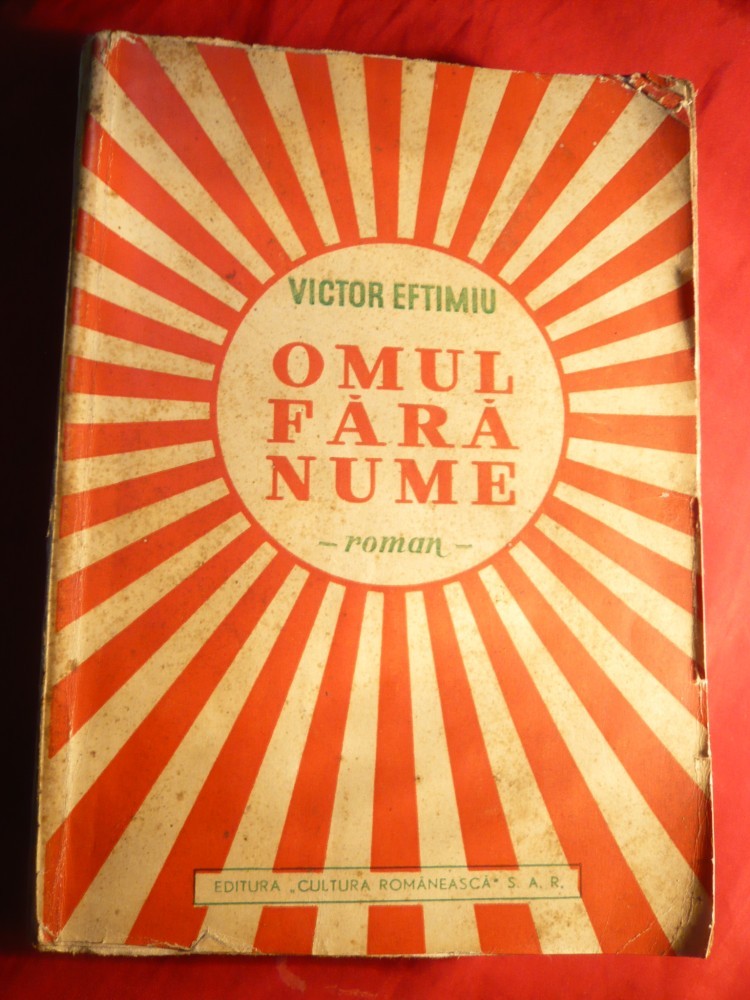 VICTOR EFTIMIU
OMUL
FĂRĂ
NUME
- roman -
EDITURA „CULTURA ROMÂNEASCĂ" S. A. R.